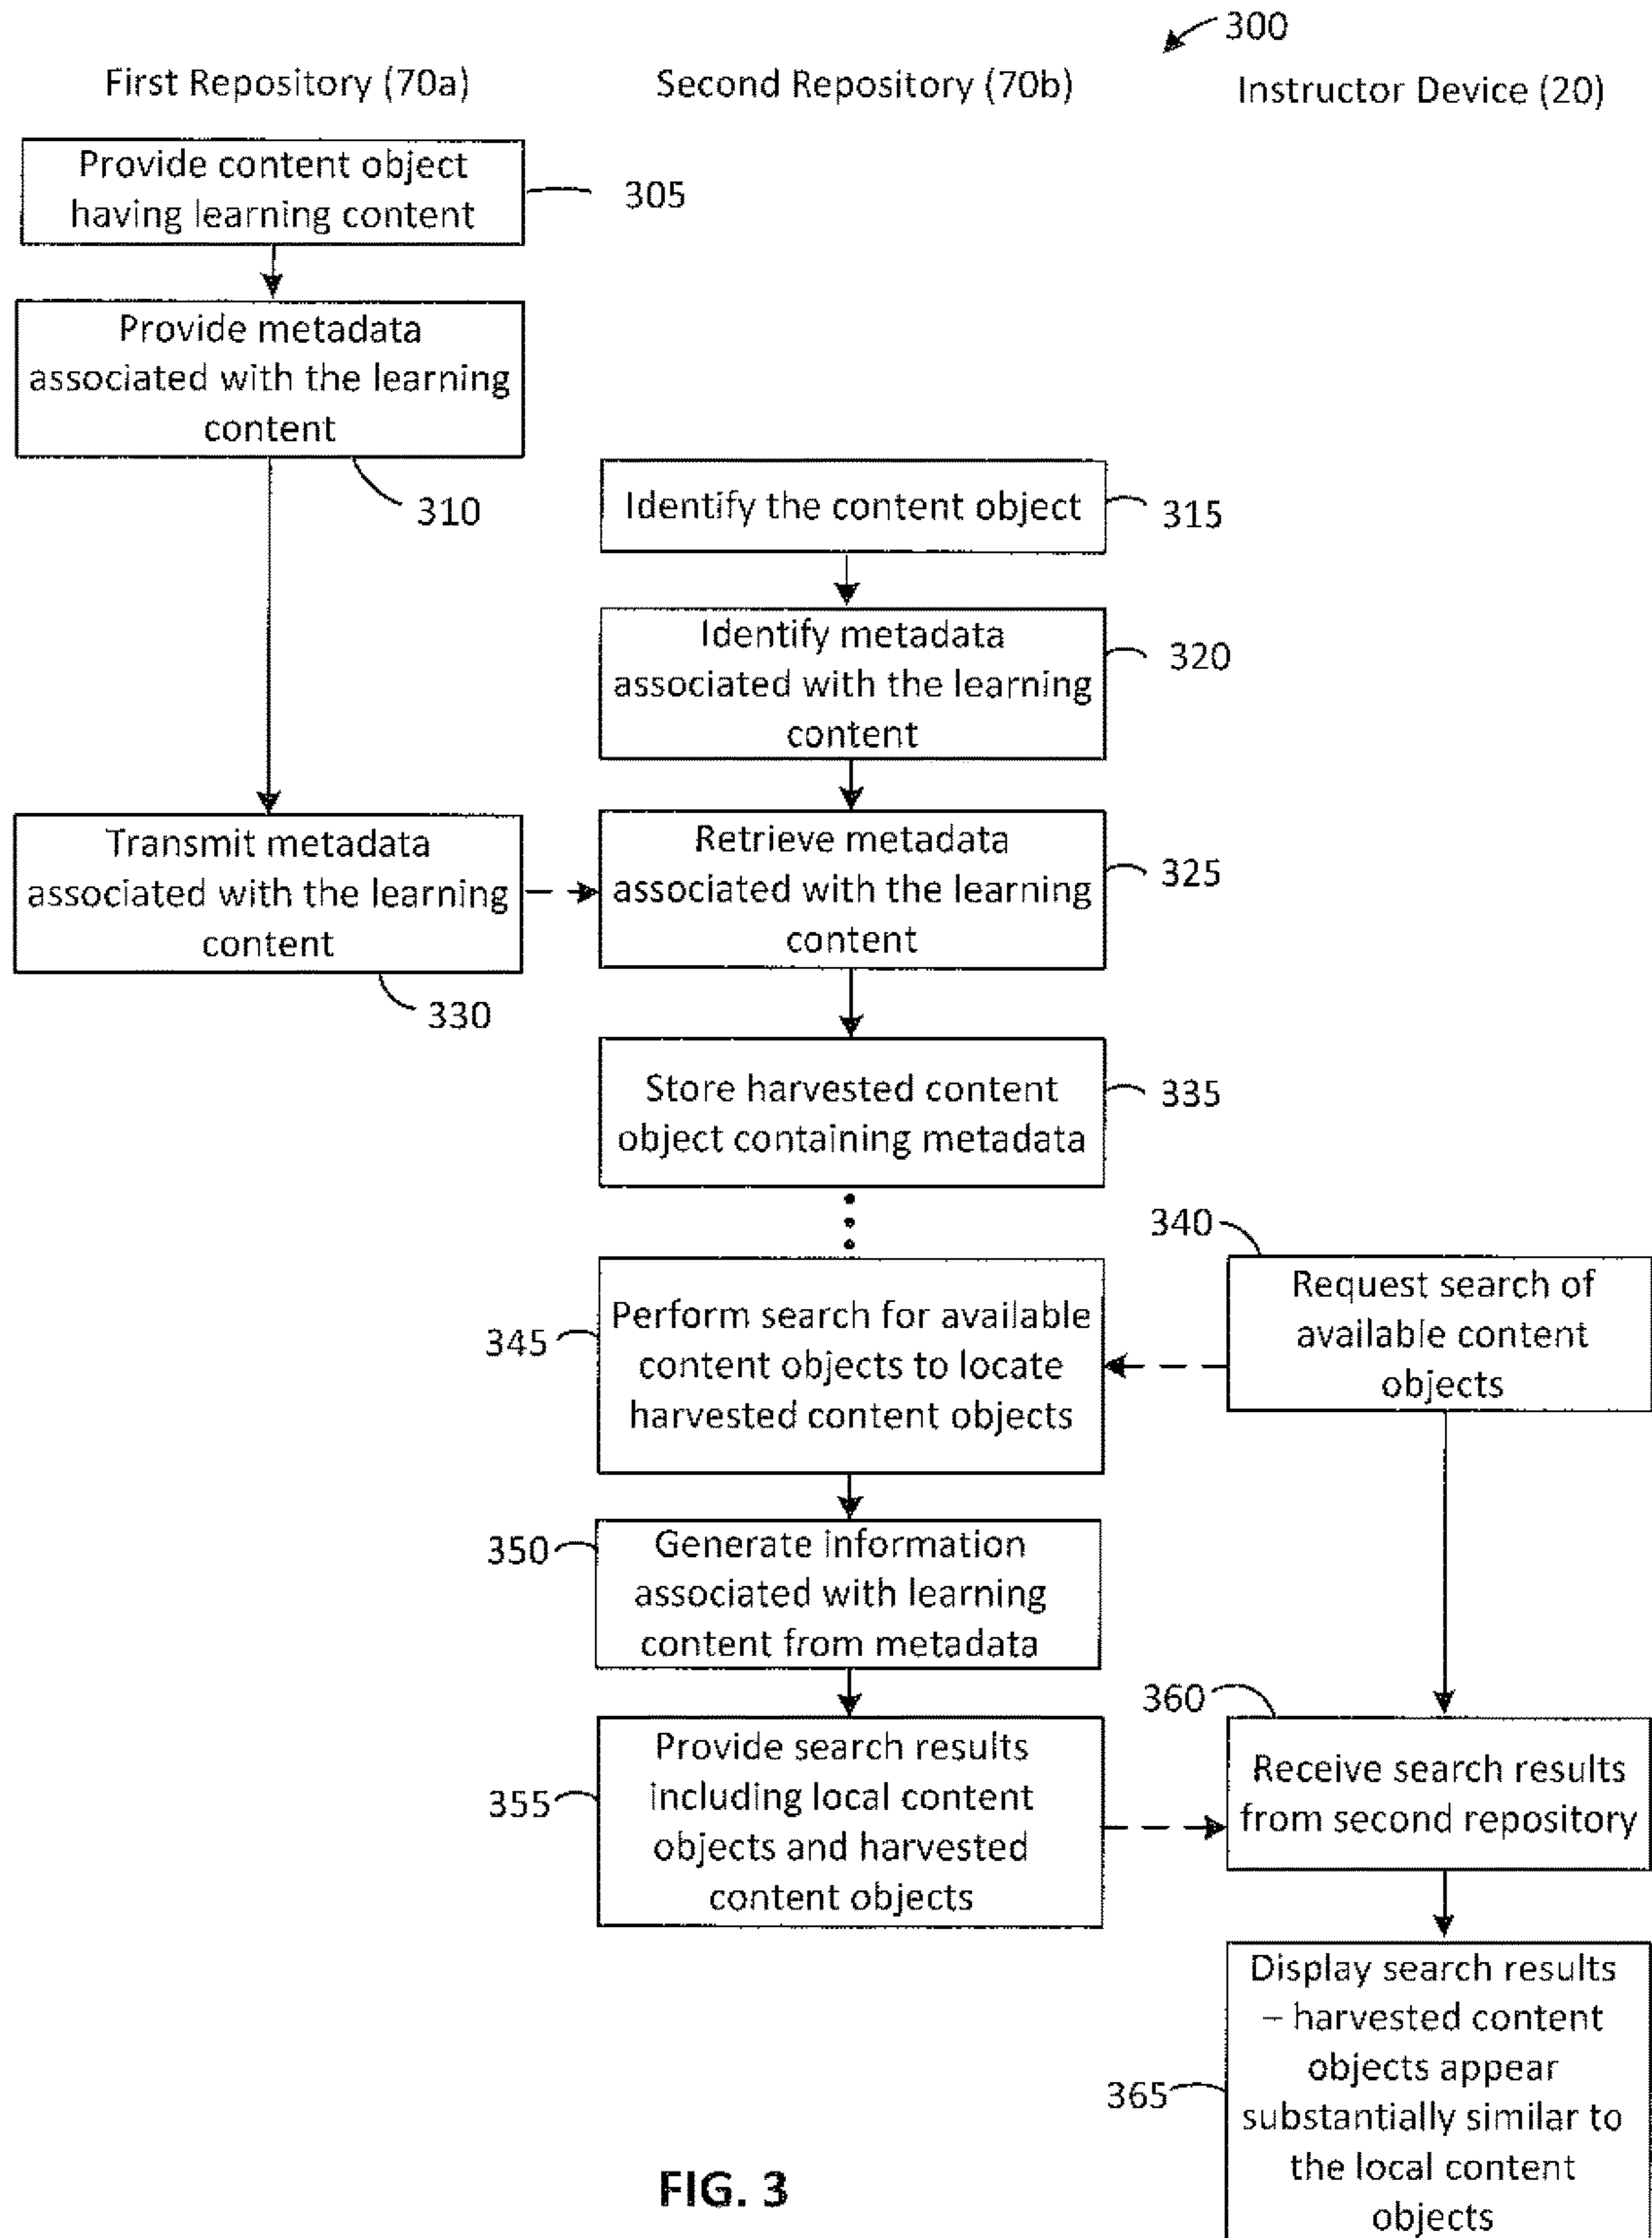 300
First Repository (70a)
Second Repository (70b)
Instructor Device (20)
Provide content object
having learning content
305
Provide metadata
associated with the learning
content
310
Identify the content object
315
Identify metadata
associated with the learning
content
320
Transmit metadata
associated with the learning
content
330
Retrieve metadata
associated with the learning
content
325
Store harvested content
object containing metadata
335
340
Request search of
available content
objects
345
Perform search for available
content objects to locate
harvested content objects
350
Generate information
associated with learning
content from metadata
355
Provide search results
including local content
objects and harvested
content objects
360
Receive search results
from second repository
365
Display search results
– harvested content
objects appear
substantially similar to
the local content
objects
FIG. 3